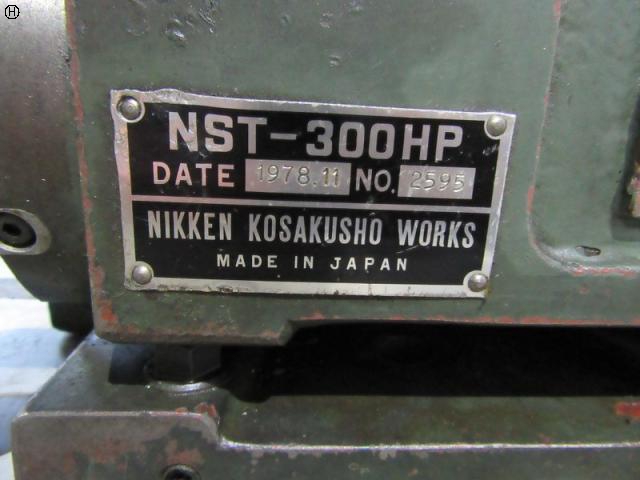 H
NST-300HP
DATE 1978.11 NO. 2595
NIKKEN KOSAKUSHO WORKS
MADE IN JAPAN